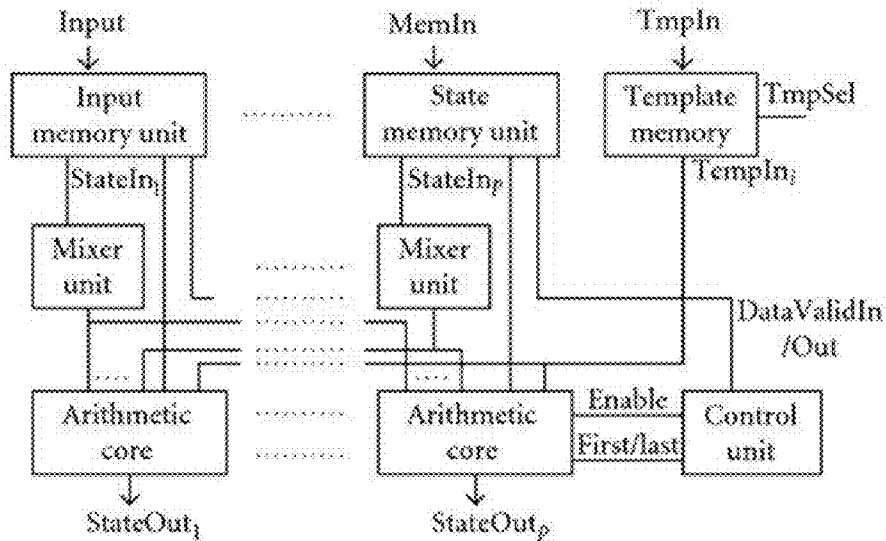 Input
MemIn
TmpIn
Input
memory unit
State
memory unit
Template
memory
TmpSel
StateIn₁
StateInₚ
TempInᵢ
Mixer
unit
Mixer
unit
DataValidIn
/Out
Arithmetic
core
Arithmetic
core
Enable
First/last
Control
unit
StateOut₁
StateOutₚ